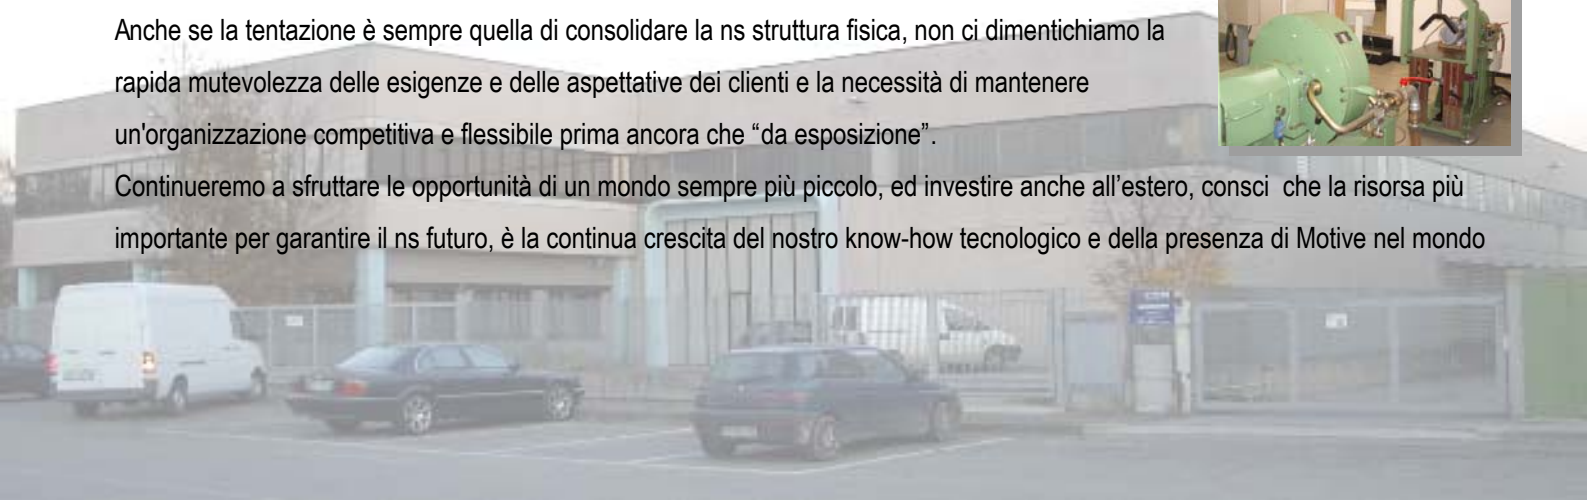 Anche se la tentazione è sempre quella di consolidare la ns struttura fisica, non ci dimentichiamo la
rapida mutevolezza delle esigenze e delle aspettative dei clienti e la necessità di mantenere
un'organizzazione competitiva e flessibile prima ancora che “da esposizione”.
Continueremo a sfruttare le opportunità di un mondo sempre più piccolo, ed investire anche all’estero, consci  che la risorsa più
importante per garantire il ns futuro, è la continua crescita del nostro know-how tecnologico e della presenza di Motive nel mondo